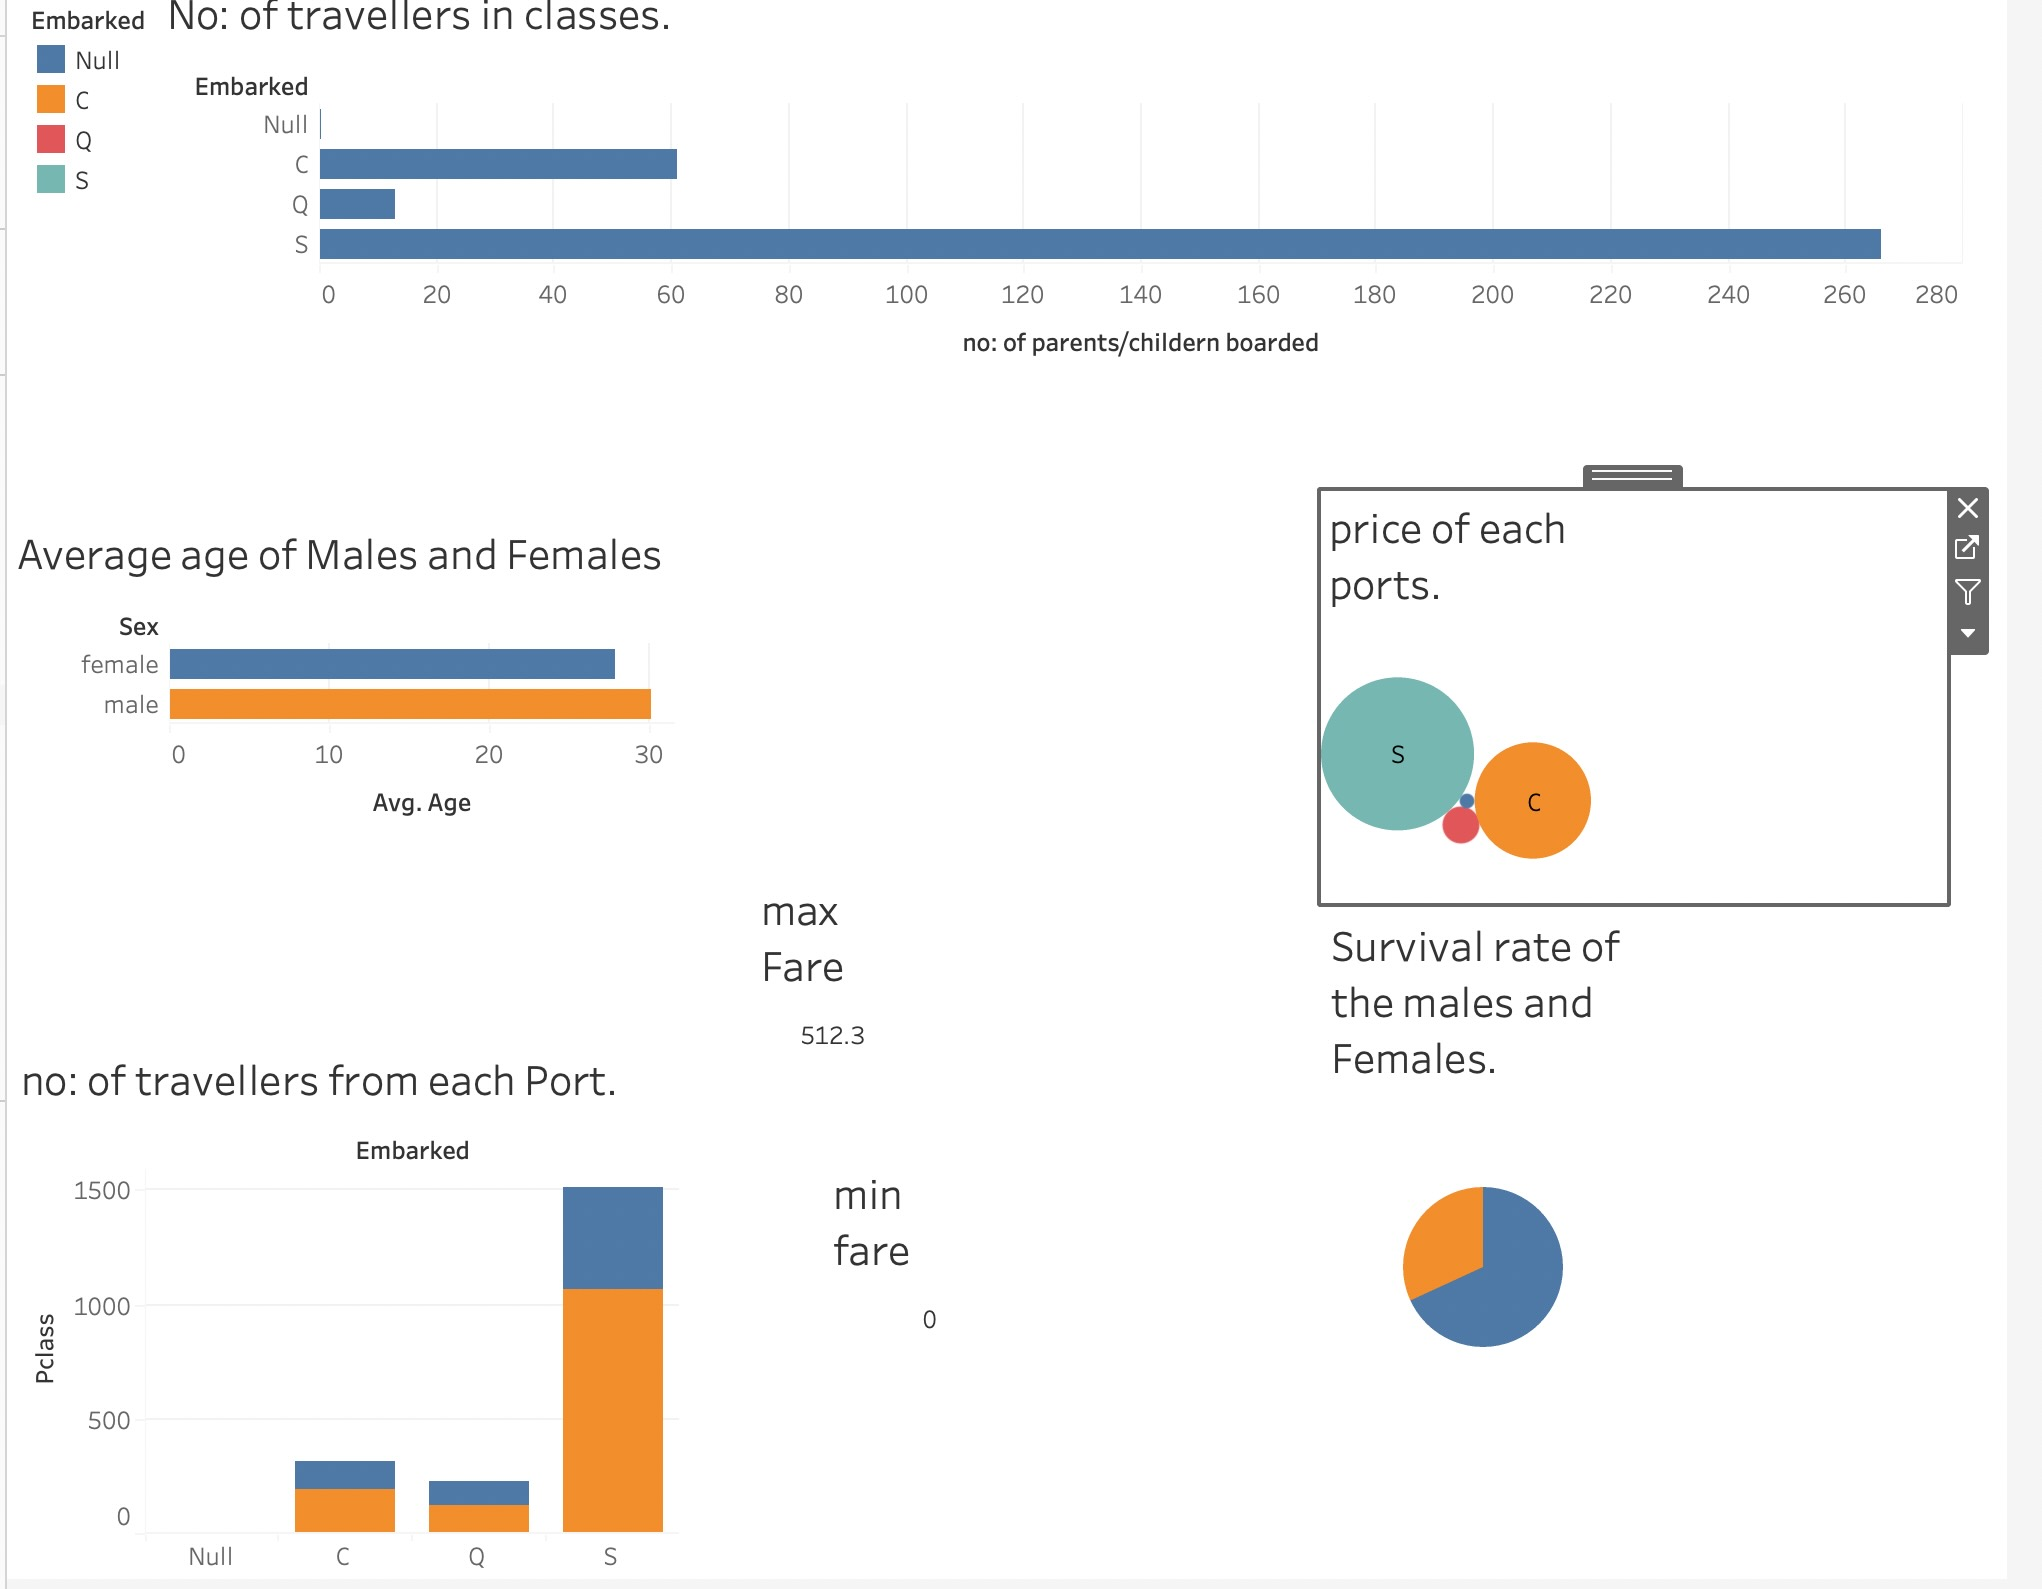 Embarked
Null
C
Q
S
No: of travellers in classes.
Embarked
Null
C
Q
S
0 20 40 60 80 100 120 140 160 180 200 220 240 260 280
no: of parents/childern boarded
Average age of Males and Females
Sex
female
male
0 10 20 30
Avg. Age
price of each
ports.
S
C
max
Fare
512.3
Survival rate of
the males and
Females.
no: of travellers from each Port.
Embarked
Pclass
1500
1000
500
0
Null C Q S
min
fare
0